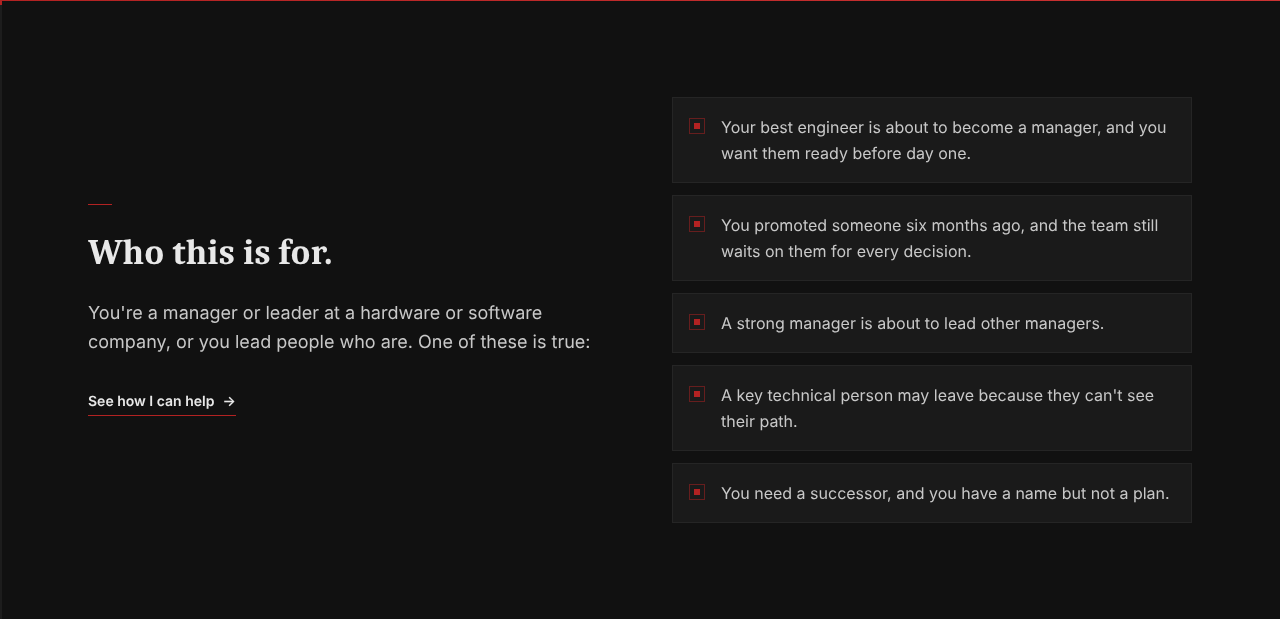 Who this is for.
You're a manager or leader at a hardware or software
company, or you lead people who are. One of these is true:
See how I can help →
Your best engineer is about to become a manager, and you
want them ready before day one.
You promoted someone six months ago, and the team still
waits on them for every decision.
A strong manager is about to lead other managers.
A key technical person may leave because they can't see
their path.
You need a successor, and you have a name but not a plan.